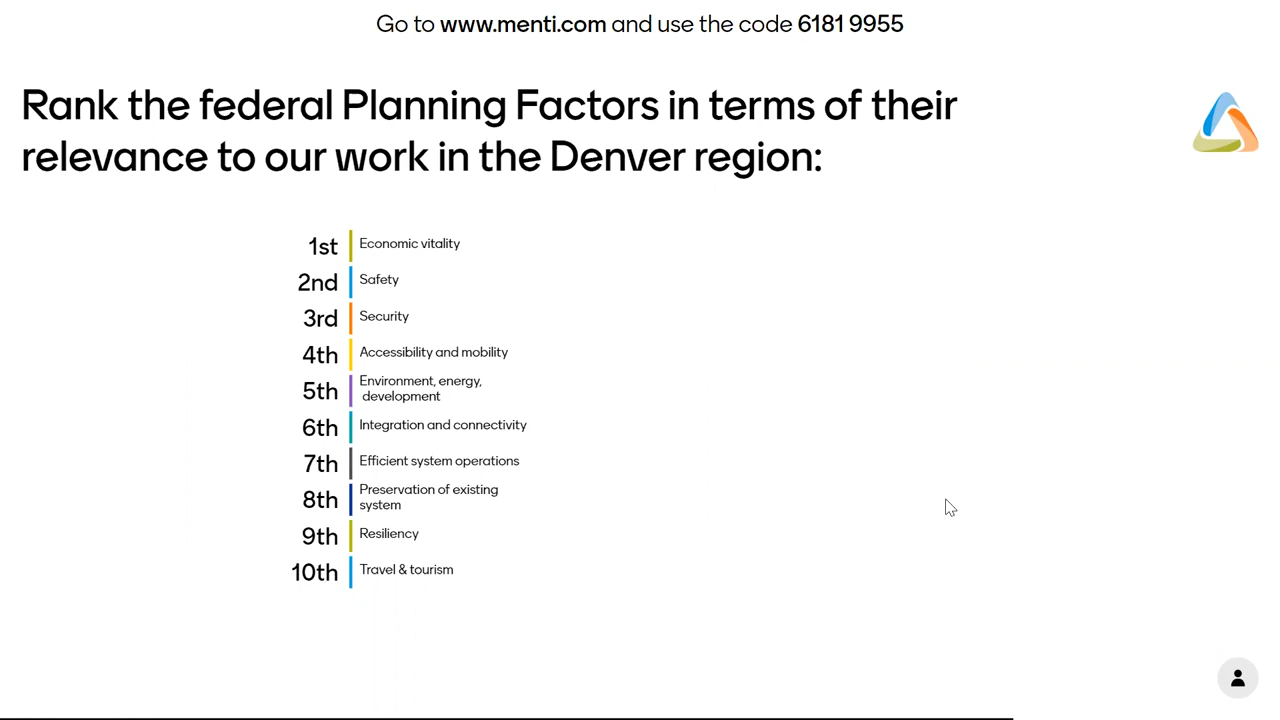 Go to www.menti.com and use the code 6181 9955
Rank the federal Planning Factors in terms of their
relevance to our work in the Denver region:
1st Economic vitality
2nd Safety
3rd Security
4th Accessibility and mobility
5th Environment, energy,
development
6th Integration and connectivity
7th Efficient system operations
8th Preservation of existing
system
9th Resiliency
10th Travel & tourism